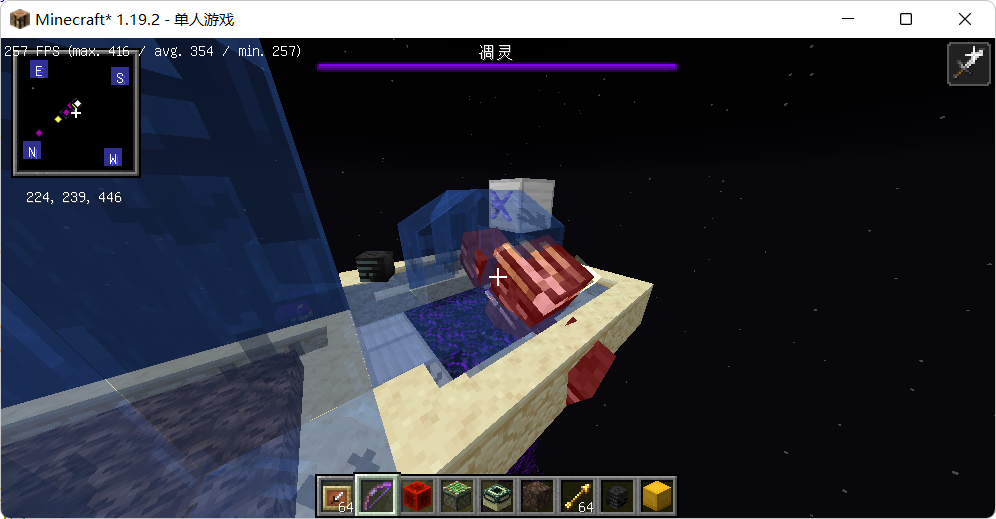 Minecraft* 1.19.2 - 单人游戏
257 FPS (max. 416 / avg. 354 / min. 257)
凋灵
E
S
N
W
224, 239, 446
64
64